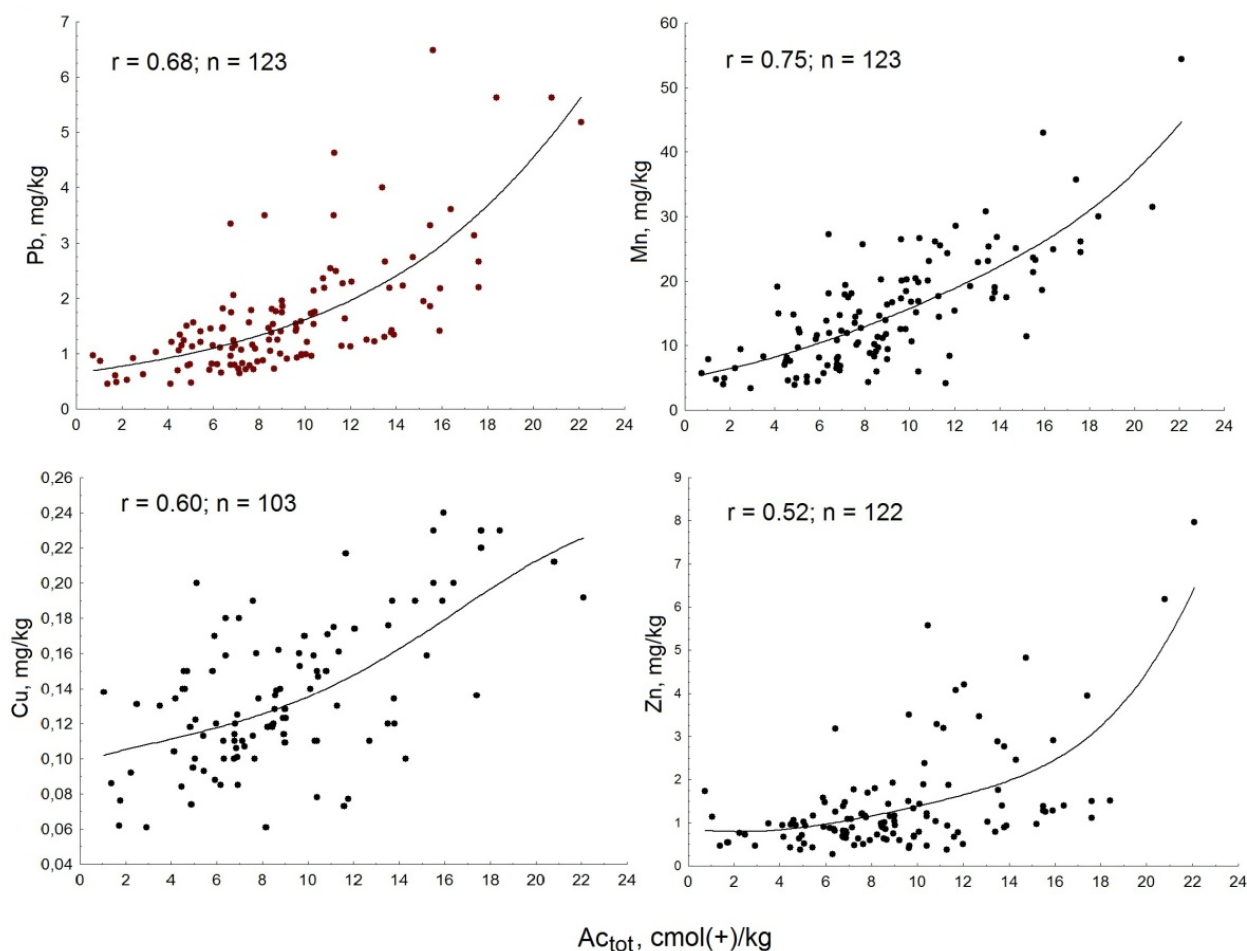 r = 0.68; n = 123
Pb, mg/kg
7
6
5
4
3
2
1
0
0 2 4 6 8 10 12 14 16 18 20 22 24
r = 0.75; n = 123
Mn, mg/kg
60
50
40
30
20
10
0
0 2 4 6 8 10 12 14 16 18 20 22 24
r = 0.60; n = 103
Cu, mg/kg
0,26
0,24
0,22
0,20
0,18
0,16
0,14
0,12
0,10
0,08
0,06
0,04
0 2 4 6 8 10 12 14 16 18 20 22 24
r = 0.52; n = 122
Zn, mg/kg
9
8
7
6
5
4
3
2
1
0
0 2 4 6 8 10 12 14 16 18 20 22 24
Actot, cmol(+)/kg